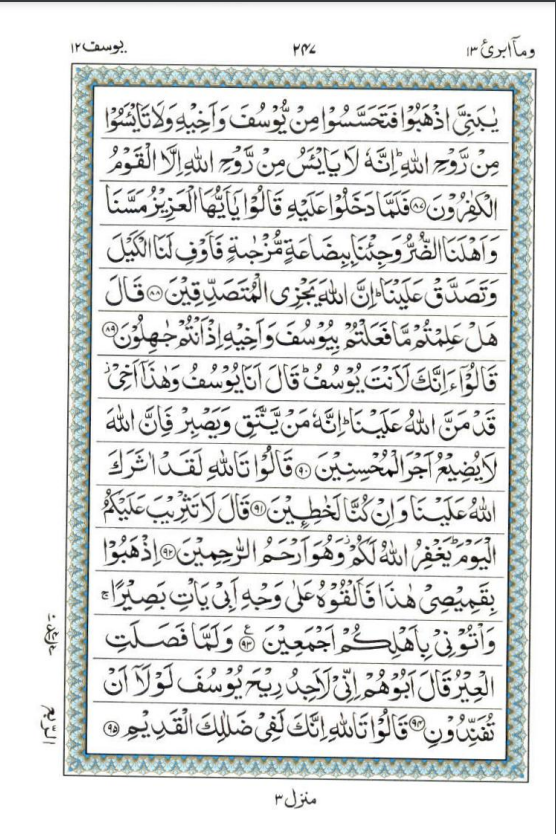 وما ابرئ ١٣
٢٤٧
يوسف ١٢
يٰبَنِيَّ اذْهَبُوْا فَتَحَسَّسُوْا مِنْ يُّوْسُفَ وَاَخِيْهِ وَلَا تَايْـَٔسُوْا
مِنْ رَّوْحِ اللّٰهِ ؕ اِنَّهٗ لَا يَايْـَٔسُ مِنْ رَّوْحِ اللّٰهِ اِلَّا الْقَوْمُ
الْكٰفِرُوْنَ ﴿۸۷﴾ فَلَمَّا دَخَلُوْا عَلَيْهِ قَالُوْا يٰۤاَيُّهَا الْعَزِيْزُ مَسَّنَا
وَاَهْلَنَا الضُّرُّ وَجِئْنَا بِبِضَاعَةٍ مُّزْجٰىةٍ فَاَوْفِ لَنَا الْكَيْلَ
وَتَصَدَّقْ عَلَيْنَا ؕ اِنَّ اللّٰهَ يَجْزِى الْمُتَصَدِّقِيْنَ ﴿۸۸﴾ قَالَ
هَلْ عَلِمْتُمْ مَّا فَعَلْتُمْ بِيُوْسُفَ وَاَخِيْهِ اِذْ اَنْتُمْ جٰهِلُوْنَ ﴿۸۹﴾
قَالُوْۤا ءَاِنَّكَ لَاَنْتَ يُوْسُفُ ؕ قَالَ اَنَا يُوْسُفُ وَهٰذَاۤ اَخِيْ ز
قَدْ مَنَّ اللّٰهُ عَلَيْنَا ؕ اِنَّهٗ مَنْ يَّتَّقِ وَيَصْبِرْ فَاِنَّ اللّٰهَ
لَا يُضِيْعُ اَجْرَ الْمُحْسِنِيْنَ ﴿۹۰﴾ قَالُوْا تَاللّٰهِ لَقَدْ اٰثَرَكَ
اللّٰهُ عَلَيْنَا وَاِنْ كُنَّا لَخٰطِـِٕيْنَ ﴿۹۱﴾ قَالَ لَا تَثْرِيْبَ عَلَيْكُمُ
الْيَوْمَ ؕ يَغْفِرُ اللّٰهُ لَكُمْ ز وَهُوَ اَرْحَمُ الرّٰحِمِيْنَ ﴿۹۲﴾ اِذْهَبُوْا
بِقَمِيْصِيْ هٰذَا فَاَلْقُوْهُ عَلٰى وَجْهِ اَبِيْ يَاْتِ بَصِيْرًا ۚ
وَاْتُوْنِيْ بِاَهْلِكُمْ اَجْمَعِيْنَ ﴿۹۳﴾ ع وَلَمَّا فَصَلَتِ
الْعِيْرُ قَالَ اَبُوْهُمْ اِنِّيْ لَاَجِدُ رِيْحَ يُوْسُفَ لَوْلَاۤ اَنْ
تُفَنِّدُوْنِ ﴿۹۴﴾ قَالُوْا تَاللّٰهِ اِنَّكَ لَفِيْ ضَلٰلِكَ الْقَدِيْمِ ﴿۹۵﴾
الربع
منزل ٣